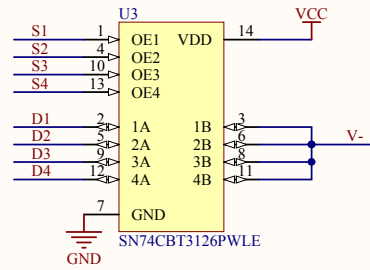 U3
VCC
S1 1 OE1 VDD 14
S2 4 OE2
S3 10 OE3
S4 13 OE4
D1 2 1A 1B 3
D2 5 2A 2B 6 V-
D3 9 3A 3B 8
D4 12 4A 4B 11
7 GND
SN74CBT3126PWLE
GND